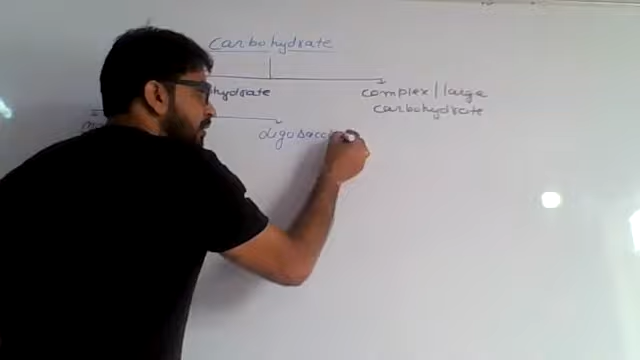 Carbohydrate
hydrate
complex / large
carbohydrate
oligosacc